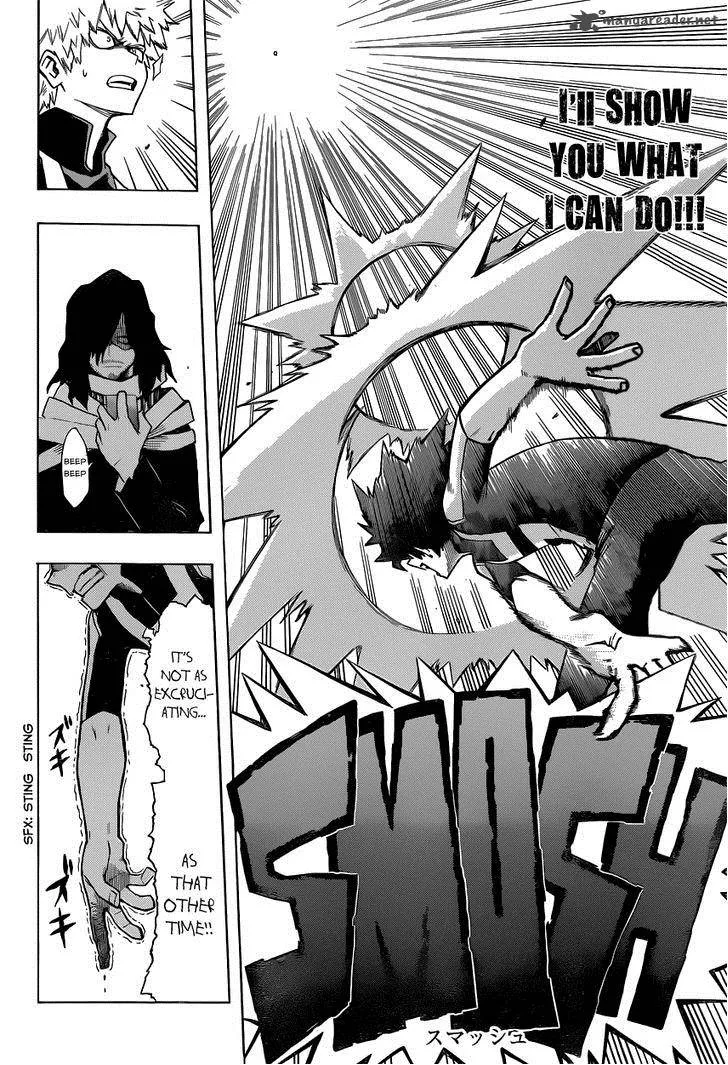 mangareader.net
I'll SHOW
YOU WHAT
I CAN DO!!!
SMOSH
スマッシュ
BEEP
BEEP
IT'S
NOT AS
EXCRUCI-
ATING...
AS
THAT
OTHER
TIME!!
ズキ
ズキ
SFX: STING STING